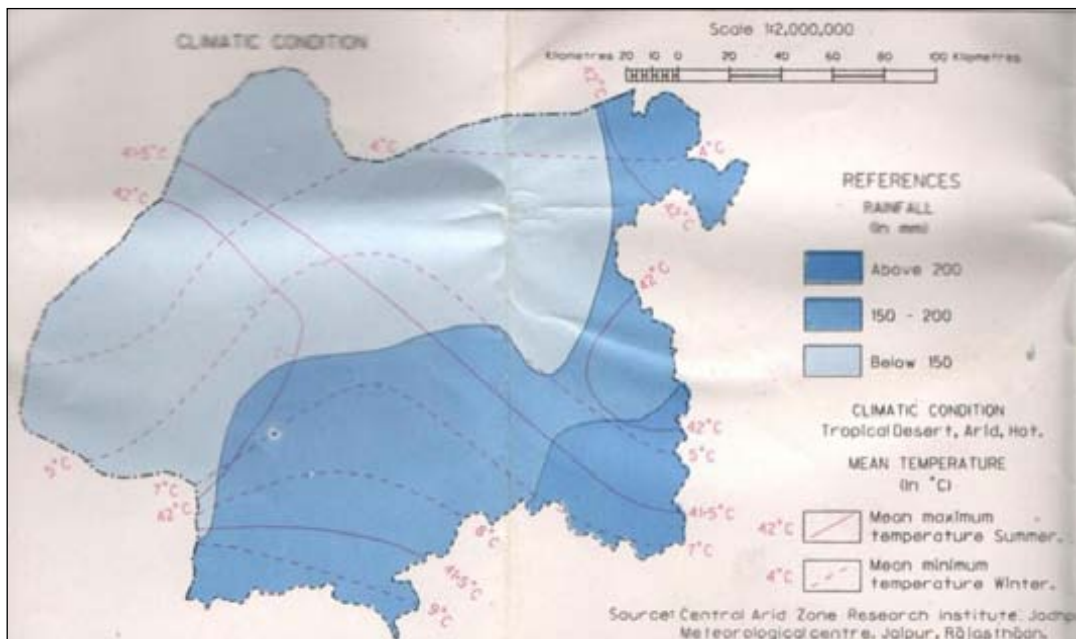 CLIMATIC CONDITION
Scale 1:2,000,000
Kilometres 20 10 0 20 40 60 80 100 Kilometres
41·5°C
42°C
4°C
4°C
42°C
REFERENCES
RAINFALL
(In mm)
Above 200
150 - 200
Below 150
CLIMATIC CONDITION
Tropical Desert, Arid, Hot.
MEAN TEMPERATURE
(In °C)
42°C Mean maximum
temperature Summer.
4°C Mean minimum
temperature Winter.
5°C
7°C
42°C
42°C
5°C
41·5°C
7°C
41·5°C
9°C
Source: Central Arid Zone Research Institute, Jodhp
Meteorological centre, Jaipur, Rājasthān.